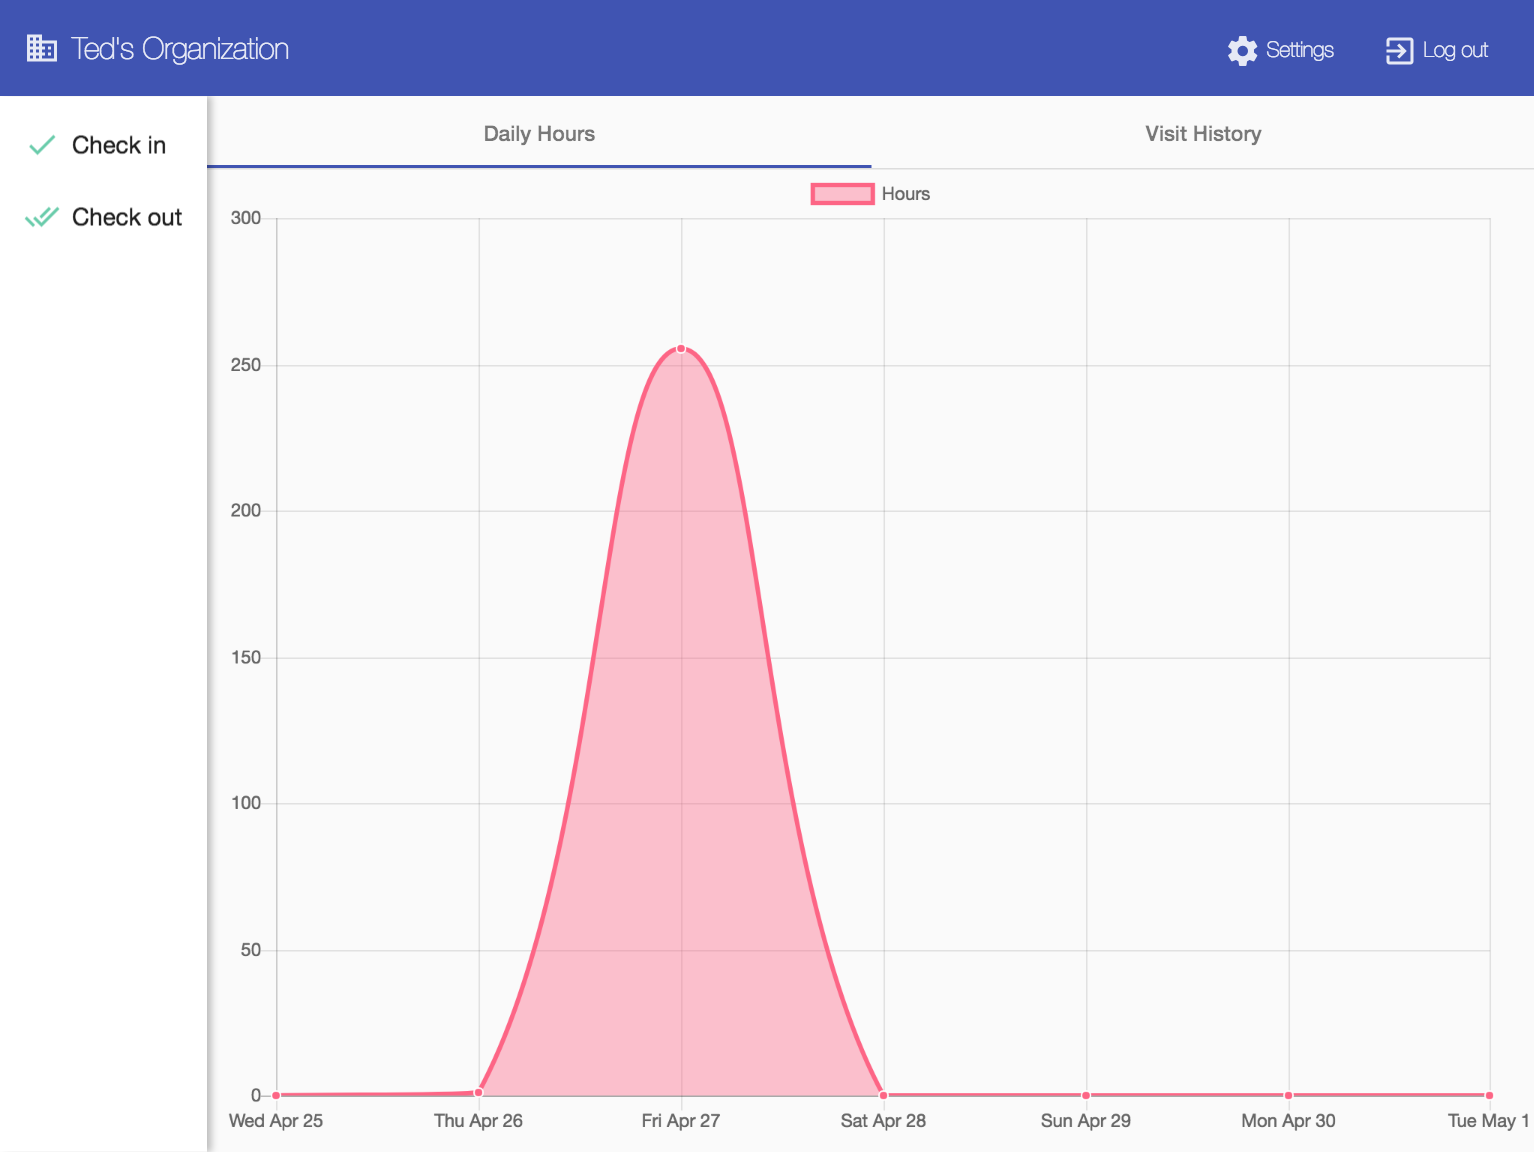 Ted's Organization
Settings
Log out
Check in
Check out
Daily Hours
Visit History
Hours
300
250
200
150
100
50
0
Wed Apr 25
Thu Apr 26
Fri Apr 27
Sat Apr 28
Sun Apr 29
Mon Apr 30
Tue May 1